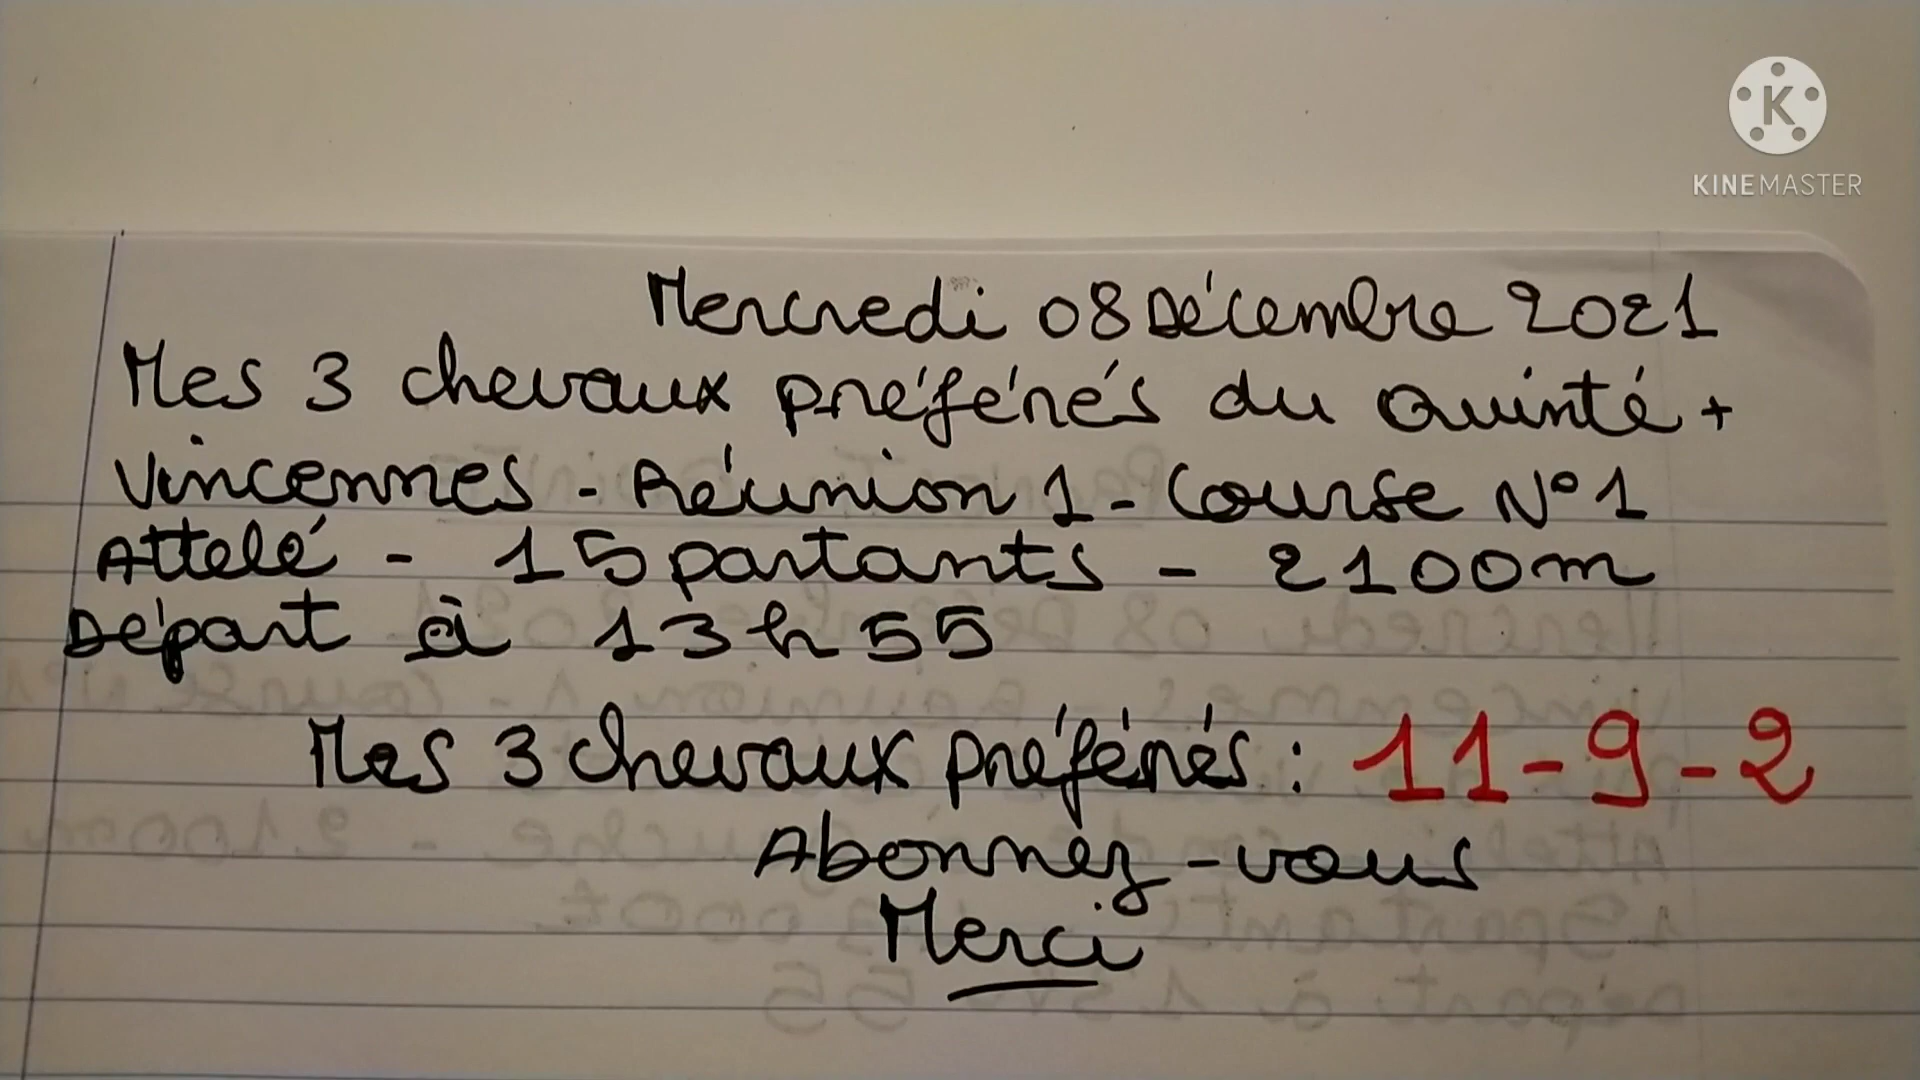 K
KINEMASTER
Mercredi 08 Décembre 2021
Mes 3 chevaux préférés du Quinté +
Vincennes - Réunion 1 - Course N°1
Attelé - 15 partants - 2100m
Départ à 13h55
Mes 3 chevaux préférés : 11-9-2
Abonnez-vous
Merci